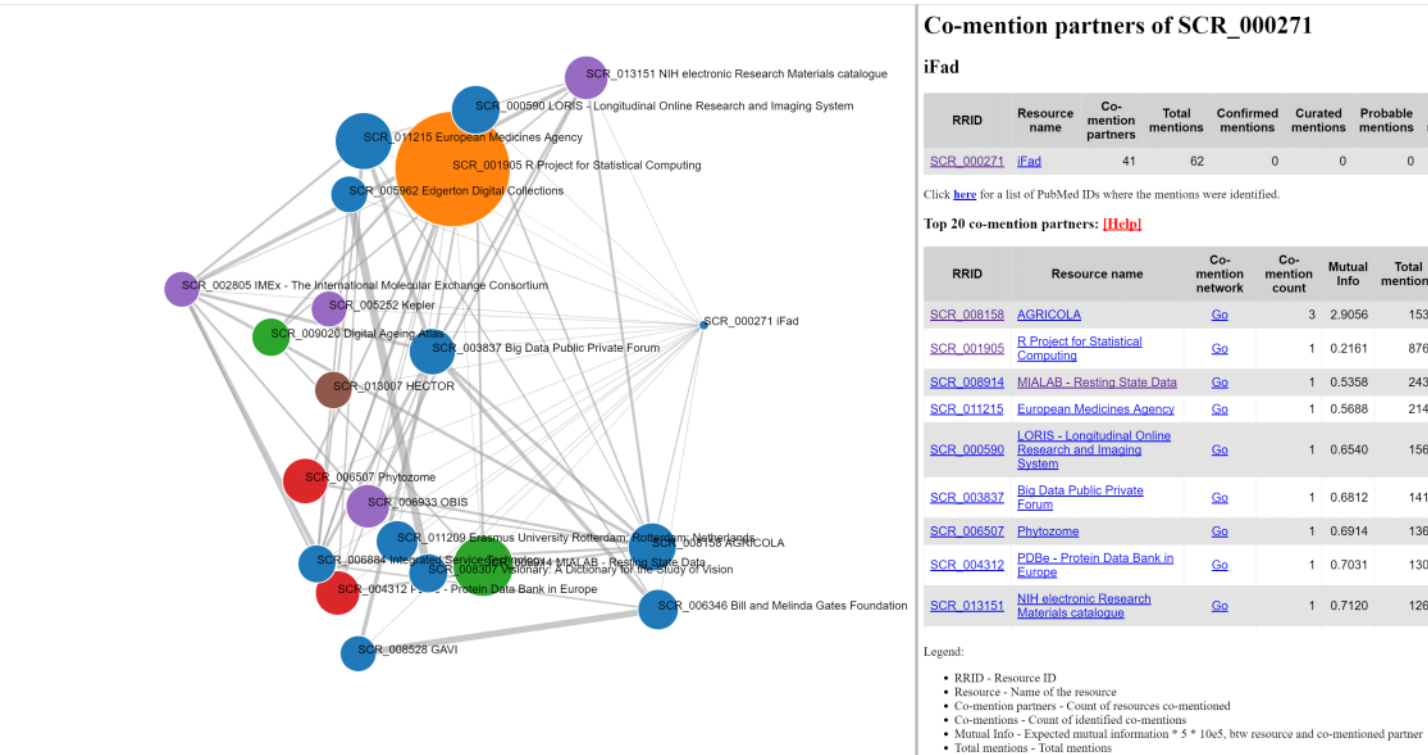 SCR_013151 NIH electronic Research Materials catalogue
SCR_000590 LORIS - Longitudinal Online Research and Imaging System
SCR_011215 European Medicines Agency
SCR_001905 R Project for Statistical Computing
SCR_005962 Edgerton Digital Collections
SCR_002805 IMEx - The International Molecular Exchange Consortium
SCR_005252 Kepler
SCR_000271 iFad
SCR_009020 Digital Ageing Atlas
SCR_003837 Big Data Public Private Forum
SCR_013007 HECTOR
SCR_006507 Phytozome
SCR_006933 OBIS
SCR_011209 Erasmus University Rotterdam; Rotterdam; Netherlands
SCR_008158 AGRICOLA
SCR_006884 Integrated Service
MIALAB - Resting State Data
Visionary: A Dictionary for the Study of Vision
SCR_004312 - Protein Data Bank in Europe
SCR_006346 Bill and Melinda Gates Foundation
SCR_008528 GAVI
Co-mention partners of SCR_000271
iFad
RRID Resource name Co-mention partners Total mentions Confirmed mentions Curated mentions Probable mentions
SCR_000271 iFad 41 62 0 0 0
Click here for a list of PubMed IDs where the mentions were identified.
Top 20 co-mention partners: [Help]
RRID Resource name Co-mention network Co-mention count Mutual Info Total mention
SCR_008158 AGRICOLA Go 3 2.9056 153
SCR_001905 R Project for Statistical Computing Go 1 0.2161 876
SCR_008914 MIALAB - Resting State Data Go 1 0.5358 243
SCR_011215 European Medicines Agency Go 1 0.5688 214
SCR_000590 LORIS - Longitudinal Online Research and Imaging System Go 1 0.6540 156
SCR_003837 Big Data Public Private Forum Go 1 0.6812 141
SCR_006507 Phytozome Go 1 0.6914 136
SCR_004312 PDBe - Protein Data Bank in Europe Go 1 0.7031 130
SCR_013151 NIH electronic Research Materials catalogue Go 1 0.7120 126
Legend:
• RRID - Resource ID
• Resource - Name of the resource
• Co-mention partners - Count of resources co-mentioned
• Co-mentions - Count of identified co-mentions
• Mutual Info - Expected mutual information * 5 * 10e5, btw resource and co-mentioned partner
• Total mentions - Total mentions